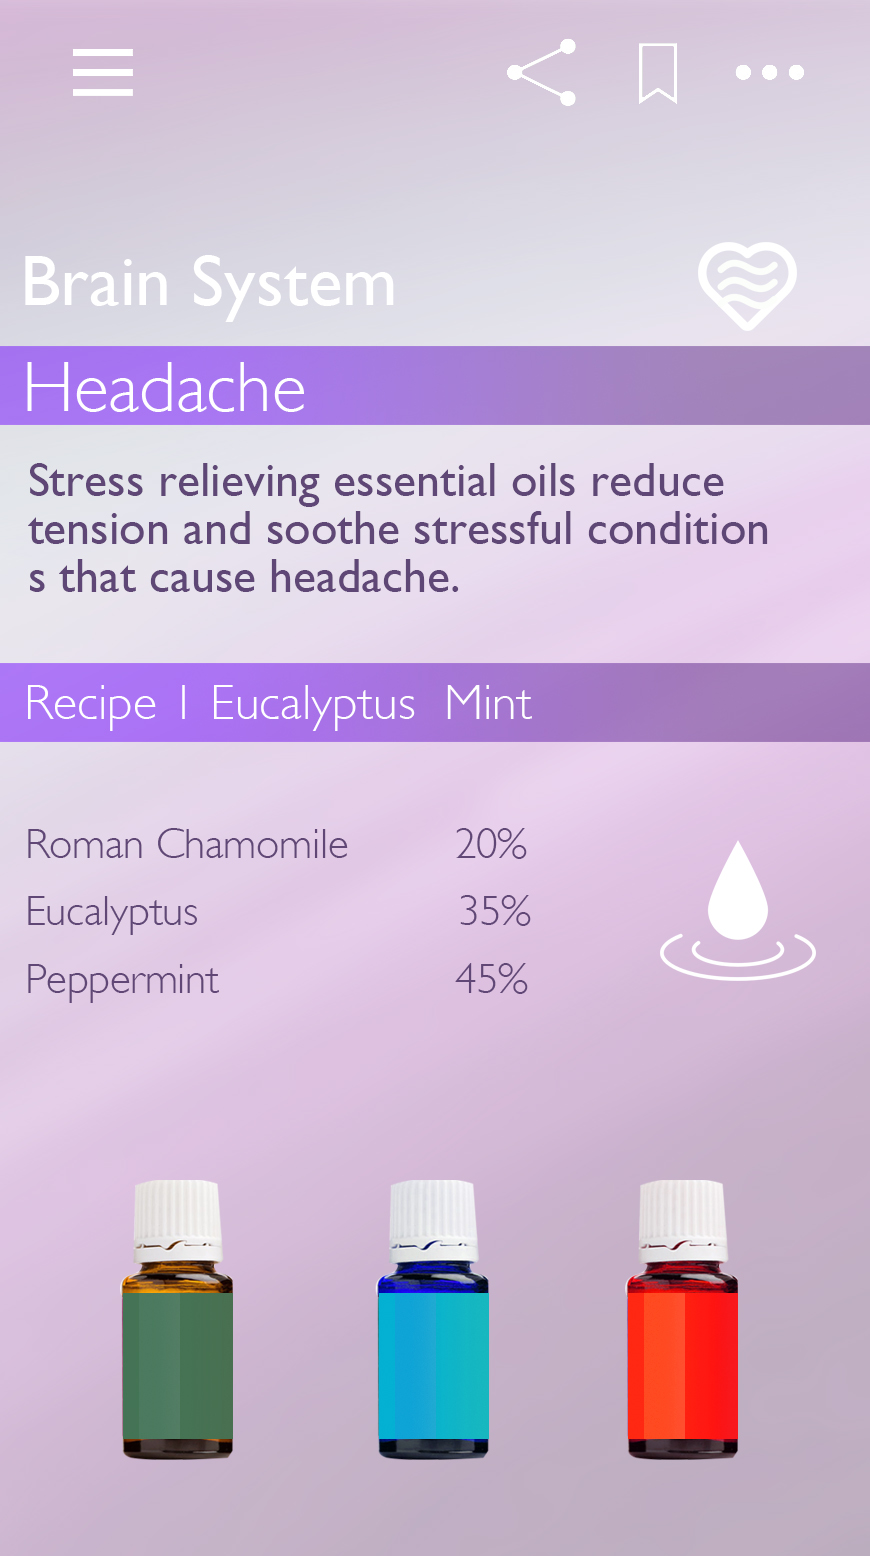 Brain System
Headache
Stress relieving essential oils reduce
tension and soothe stressful condition
s that cause headache.
Recipe 1 Eucalyptus Mint
Roman Chamomile 20%
Eucalyptus 35%
Peppermint 45%